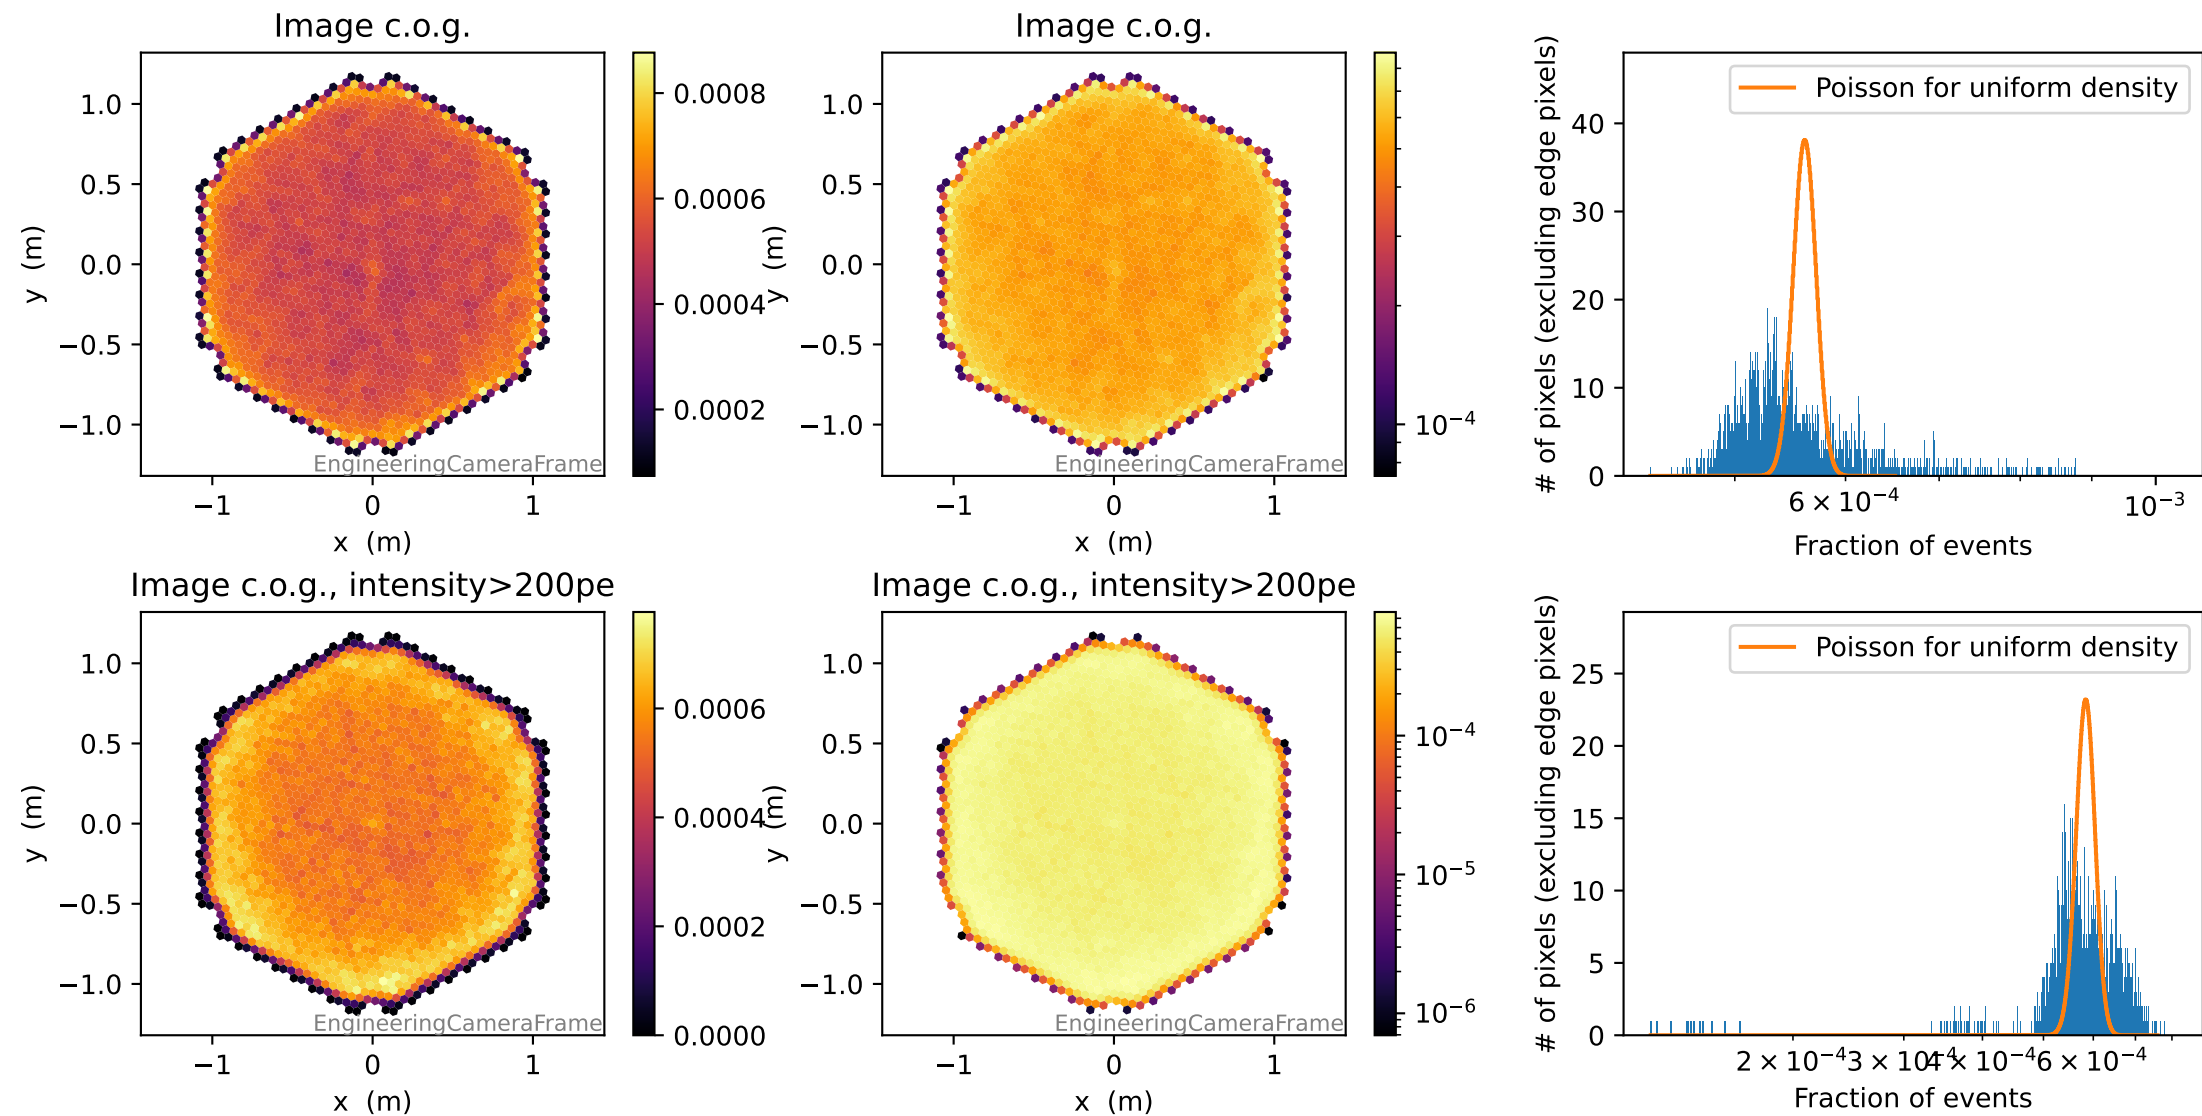 Image c.o.g.
1.0
0.5
0.0
−0.5
−1.0
y (m)
−1 0 1
x (m)
EngineeringCameraFrame
0.0008
0.0006
0.0004
0.0002
Image c.o.g.
1.0
0.5
0.0
−0.5
−1.0
y (m)
−1 0 1
x (m)
EngineeringCameraFrame
10−4
# of pixels (excluding edge pixels)
40
30
20
10
0
Poisson for uniform density
6 × 10−4 10−3
Fraction of events
Image c.o.g., intensity>200pe
1.0
0.5
0.0
−0.5
−1.0
y (m)
−1 0 1
x (m)
EngineeringCameraFrame
0.0006
0.0004
0.0002
0.0000
Image c.o.g., intensity>200pe
1.0
0.5
0.0
−0.5
−1.0
y (m)
−1 0 1
x (m)
EngineeringCameraFrame
10−4
10−5
10−6
# of pixels (excluding edge pixels)
25
20
15
10
5
0
Poisson for uniform density
2 × 10−4 3 × 10−4 4 × 10−4 6 × 10−4
Fraction of events